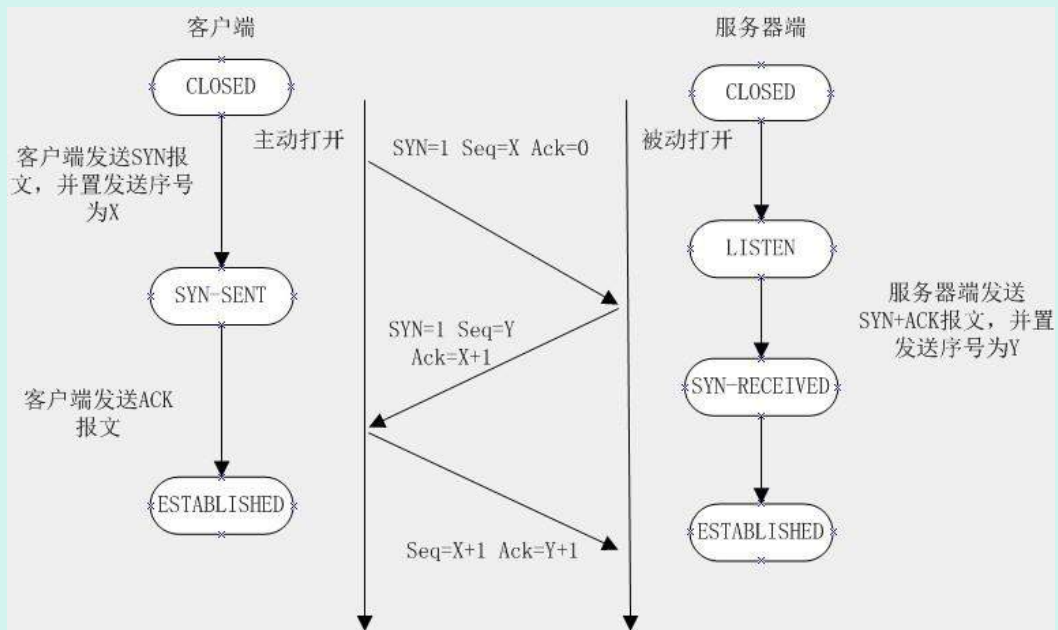 客户端
服务器端
CLOSED
CLOSED
主动打开
被动打开
SYN=1 Seq=X Ack=0
客户端发送SYN报
文，并置发送序号
为X
LISTEN
SYN-SENT
服务器端发送
SYN+ACK报文，并置
发送序号为Y
SYN=1 Seq=Y
Ack=X+1
SYN-RECEIVED
客户端发送ACK
报文
ESTABLISHED
ESTABLISHED
Seq=X+1 Ack=Y+1